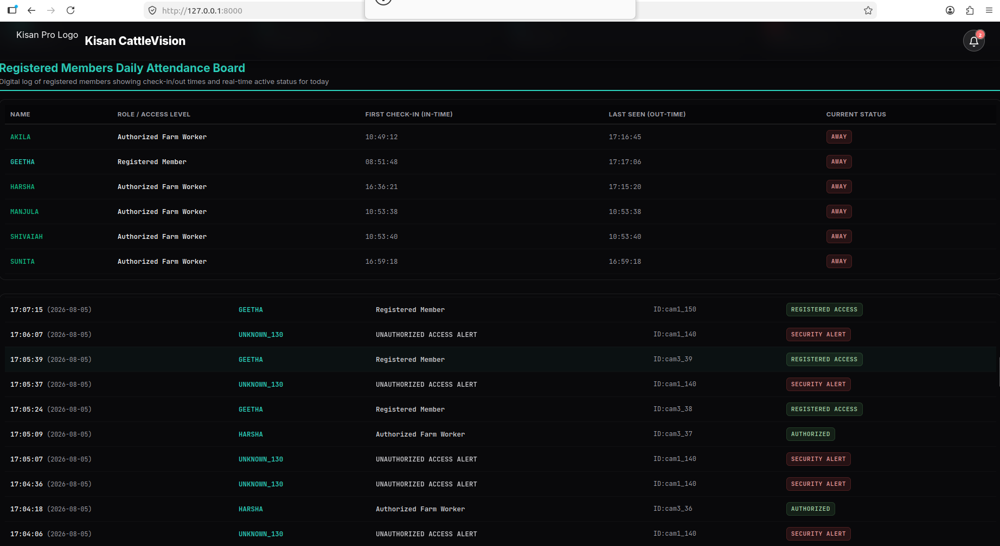 http://127.0.0.1:8000
Kisan Pro Logo
Kisan CattleVision
2
Registered Members Daily Attendance Board
Digital log of registered members showing check-in/out times and real-time active status for today
NAME ROLE / ACCESS LEVEL FIRST CHECK-IN (IN-TIME) LAST SEEN (OUT-TIME) CURRENT STATUS
AKILA Authorized Farm Worker 10:49:12 17:16:45 AWAY
GEETHA Registered Member 08:51:48 17:17:06 AWAY
HARSHA Authorized Farm Worker 16:36:21 17:15:20 AWAY
MANJULA Authorized Farm Worker 10:53:38 10:53:38 AWAY
SHIVAIAH Authorized Farm Worker 10:53:40 10:53:40 AWAY
SUNITA Authorized Farm Worker 16:59:18 16:59:18 AWAY
17:07:15 (2026-08-05) GEETHA Registered Member ID:cam1_150 REGISTERED ACCESS
17:06:07 (2026-08-05) UNKNOWN_130 UNAUTHORIZED ACCESS ALERT ID:cam1_140 SECURITY ALERT
17:05:39 (2026-08-05) GEETHA Registered Member ID:cam3_39 REGISTERED ACCESS
17:05:37 (2026-08-05) UNKNOWN_130 UNAUTHORIZED ACCESS ALERT ID:cam1_140 SECURITY ALERT
17:05:24 (2026-08-05) GEETHA Registered Member ID:cam3_38 REGISTERED ACCESS
17:05:09 (2026-08-05) HARSHA Authorized Farm Worker ID:cam3_37 AUTHORIZED
17:05:07 (2026-08-05) UNKNOWN_130 UNAUTHORIZED ACCESS ALERT ID:cam1_140 SECURITY ALERT
17:04:36 (2026-08-05) UNKNOWN_130 UNAUTHORIZED ACCESS ALERT ID:cam1_140 SECURITY ALERT
17:04:18 (2026-08-05) HARSHA Authorized Farm Worker ID:cam3_36 AUTHORIZED
17:04:06 (2026-08-05) UNKNOWN_130 UNAUTHORIZED ACCESS ALERT ID:cam1_140 SECURITY ALERT